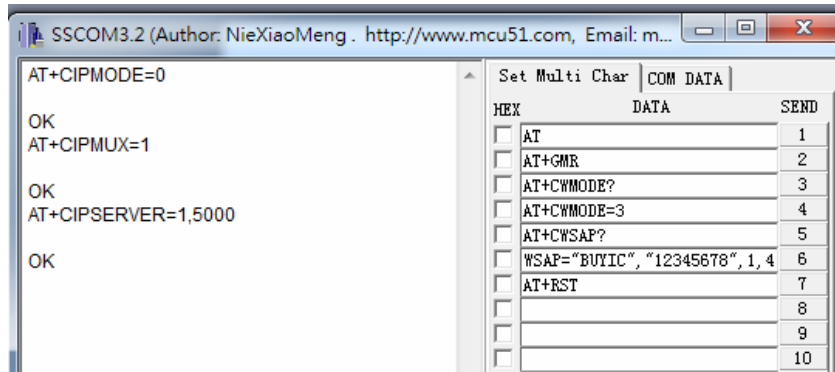 SSCOM3.2 (Author: NieXiaoMeng . http://www.mcu51.com, Email: m...
AT+CIPMODE=0
OK
AT+CIPMUX=1
OK
AT+CIPSERVER=1,5000
OK
Set Multi Char COM DATA
HEX DATA SEND
AT 1
AT+GMR 2
AT+CWMODE? 3
AT+CWMODE=3 4
AT+CWSAP? 5
WSAP="BUYIC","12345678",1,4 6
AT+RST 7
8
9
10